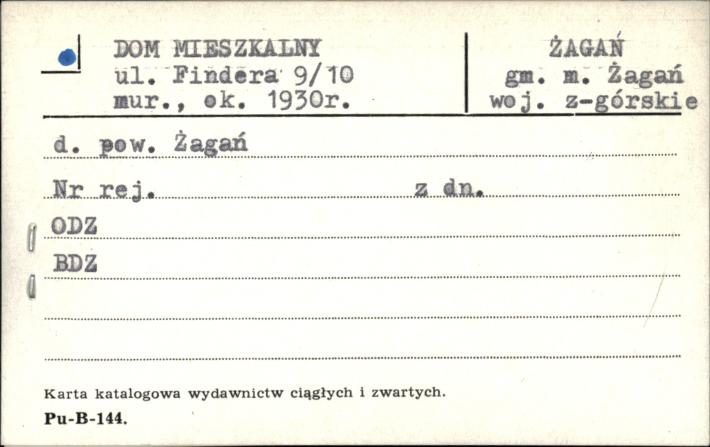 DOM MIESZKALNY
ul. Findera 9/10
mur., ok. 1930r.
ŻAGAŃ
gm. m. Żagań
woj. z-górskie
d. pow. Żagań
Nr rej. z dn.
ODZ
BDZ
Karta katalogowa wydawnictw ciągłych i zwartych.
Pu-B-144.